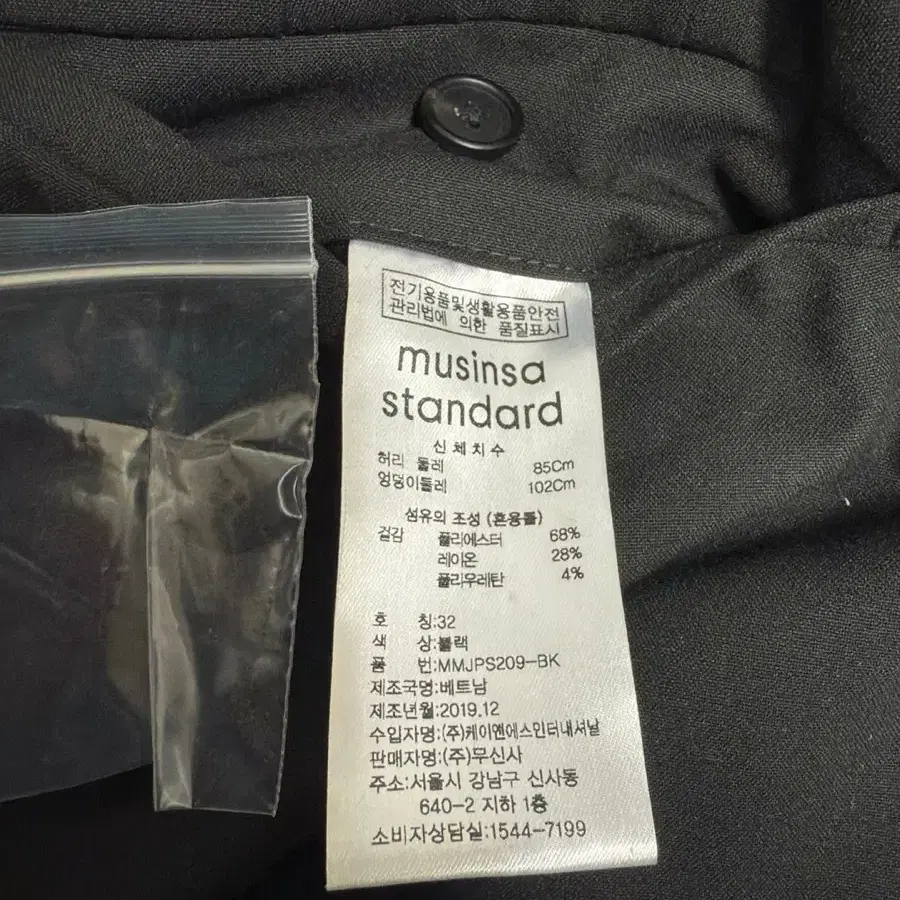 전기용품및생활용품안전
관리법에 의한 품질표시
musinsa
standard
신체치수
허리 둘레 85Cm
엉덩이둘레 102Cm
섬유의 조성 (혼용률)
겉감 폴리에스터 68%
레이온 28%
폴리우레탄 4%
호 칭:32
색 상:블랙
품 번:MMJPS209-BK
제조국명:베트남
제조년월:2019.12
수입자명:(주)케이엔에스인터내셔날
판매자명:(주)무신사
주소:서울시 강남구 신사동
640-2 지하 1층
소비자상담실:1544-7199